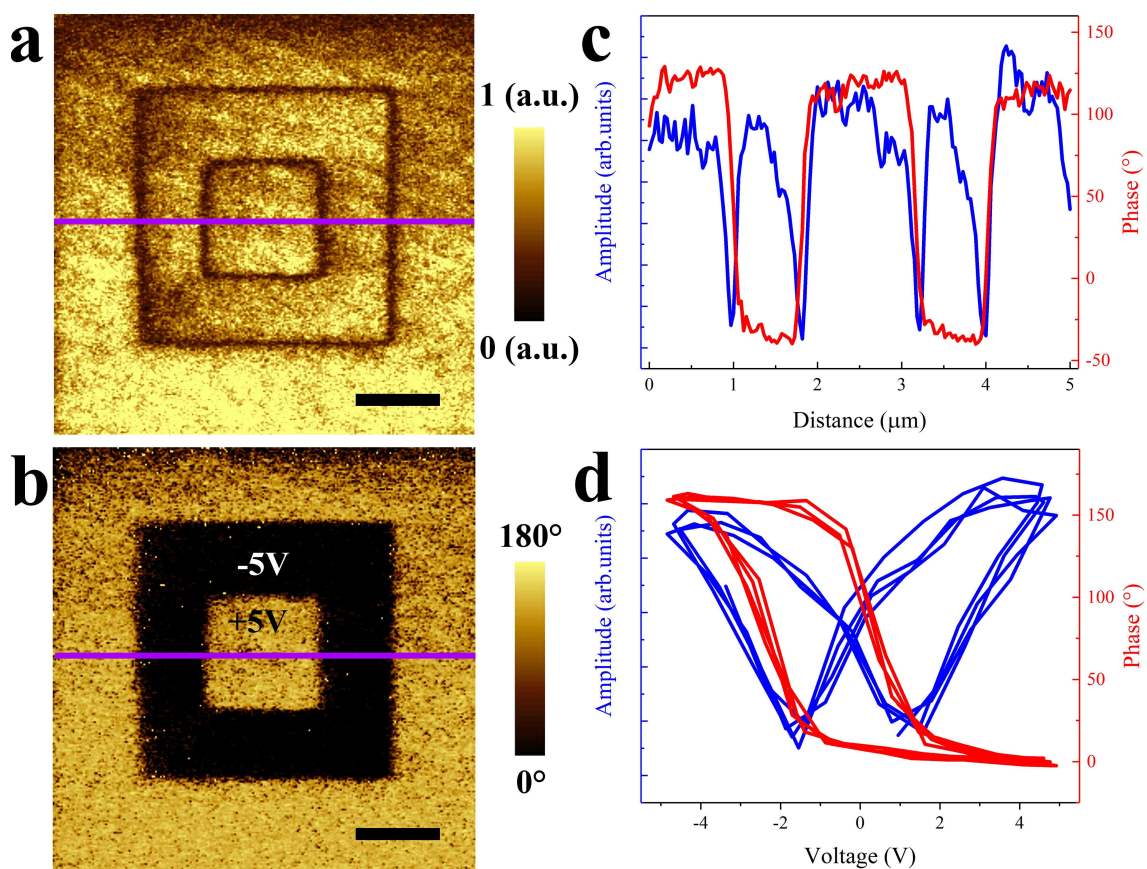 a
1 (a.u.)
0 (a.u.)
b
-5V
+5V
180°
0°
c
Amplitude (arb.units)
150
100
50
0
-50
Phase (°)
0 1 2 3 4 5
Distance (μm)
d
Amplitude (arb.units)
150
100
50
0
Phase (°)
-4 -2 0 2 4
Voltage (V)